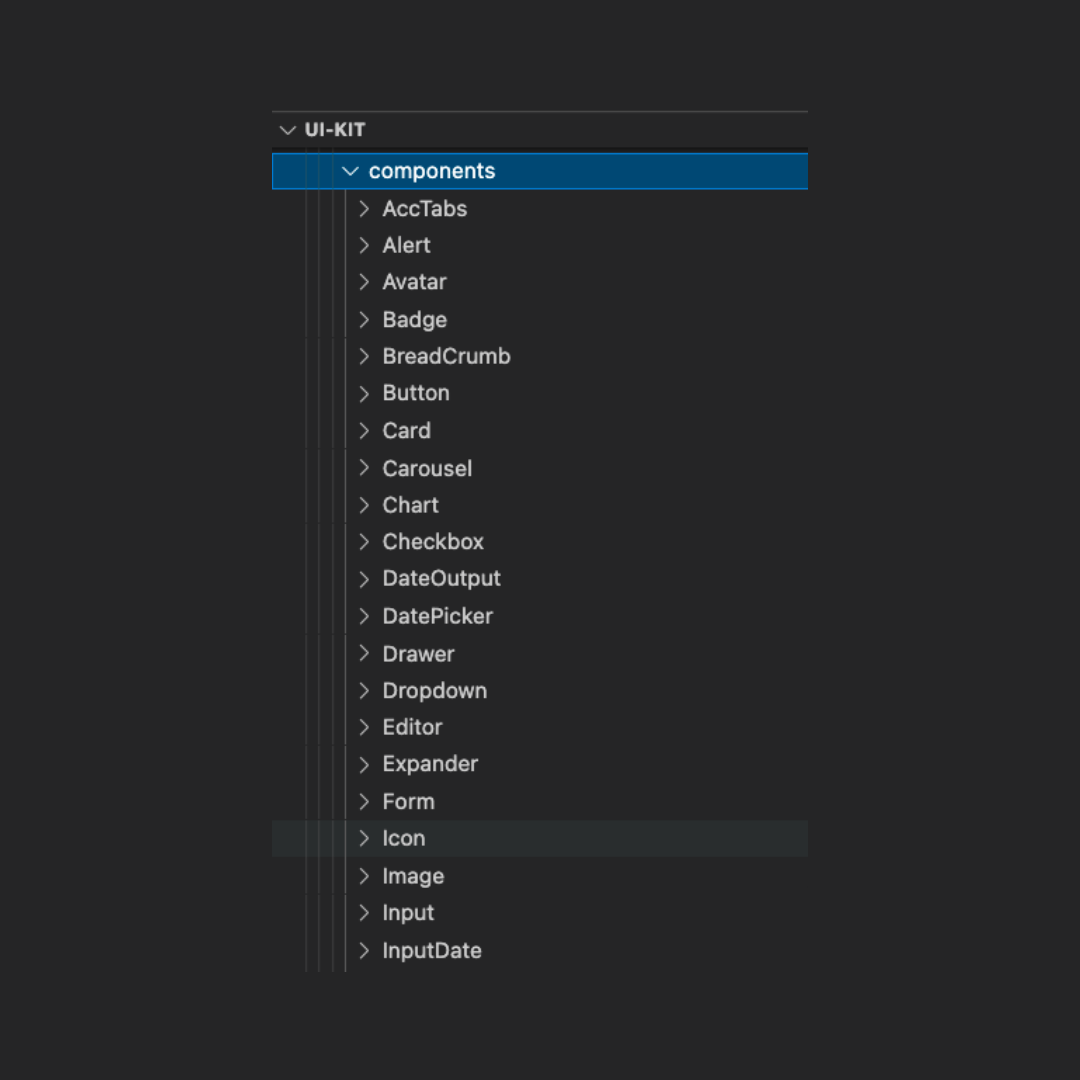 UI-KIT
components
AccTabs
Alert
Avatar
Badge
BreadCrumb
Button
Card
Carousel
Chart
Checkbox
DateOutput
DatePicker
Drawer
Dropdown
Editor
Expander
Form
Icon
Image
Input
InputDate